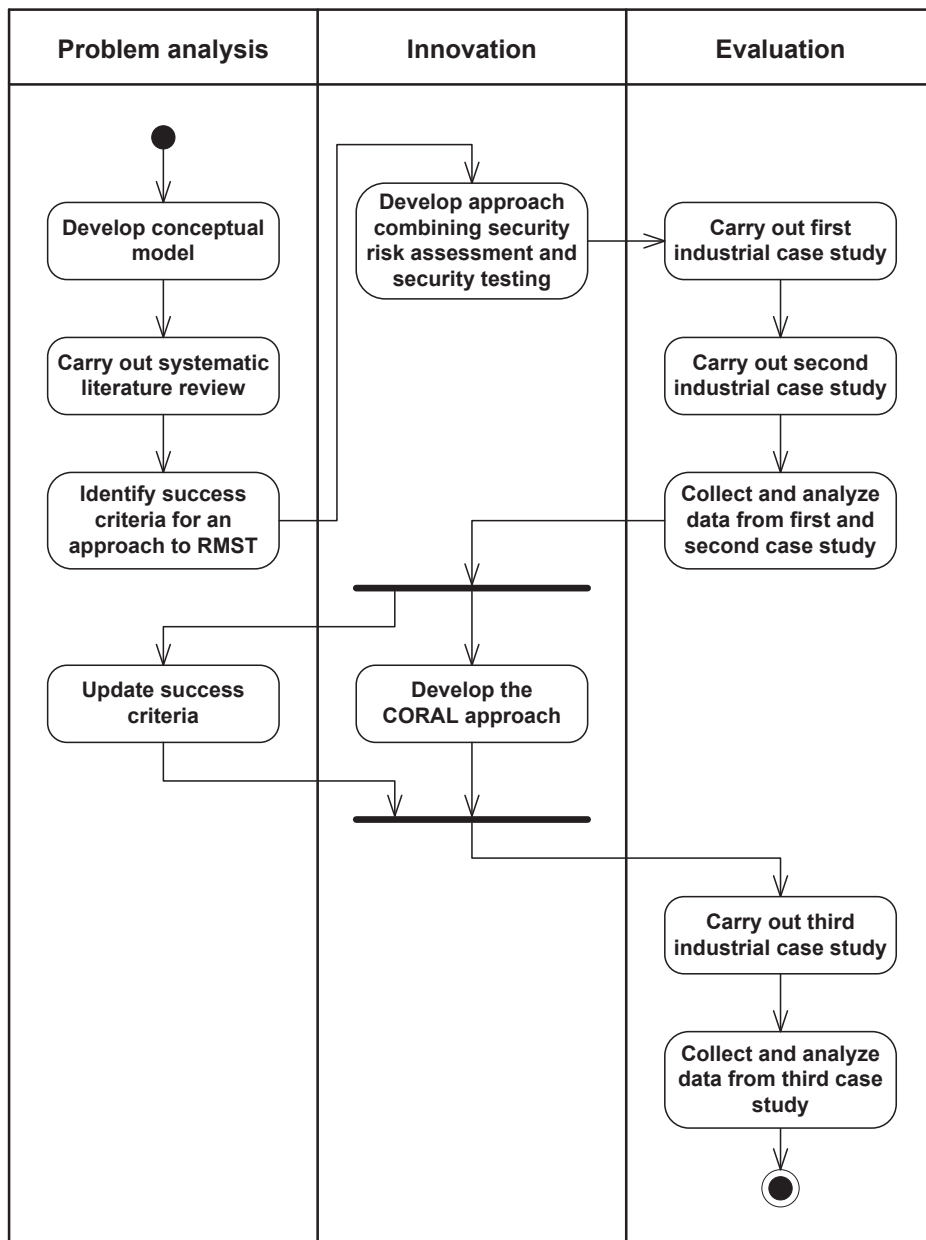 Problem analysis
Innovation
Evaluation
Develop conceptual
model
Carry out systematic
literature review
Identify success
criteria for an
approach to RMST
Develop approach
combining security
risk assessment and
security testing
Carry out first
industrial case study
Carry out second
industrial case study
Collect and analyze
data from first and
second case study
Update success
criteria
Develop the
CORAL approach
Carry out third
industrial case study
Collect and analyze
data from third case
study